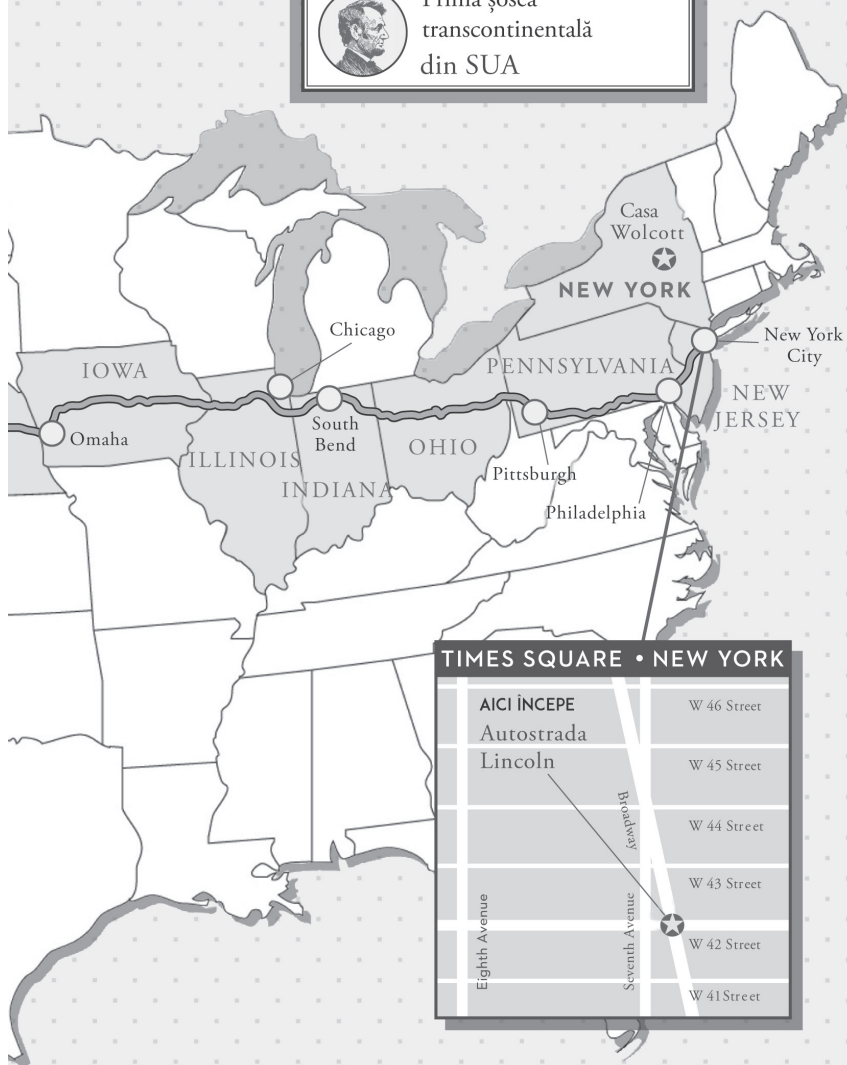 Prima șosea
transcontinentală
din SUA
Casa
Wolcott
NEW YORK
Chicago
New York
City
IOWA
PENNSYLVANIA
NEW
JERSEY
Omaha
South
Bend
OHIO
ILLINOIS
INDIANA
Pittsburgh
Philadelphia
TIMES SQUARE • NEW YORK
AICI ÎNCEPE
Autostrada
Lincoln
W 46 Street
W 45 Street
Broadway
W 44 Street
W 43 Street
Eighth Avenue
Seventh Avenue
W 42 Street
W 41 Street